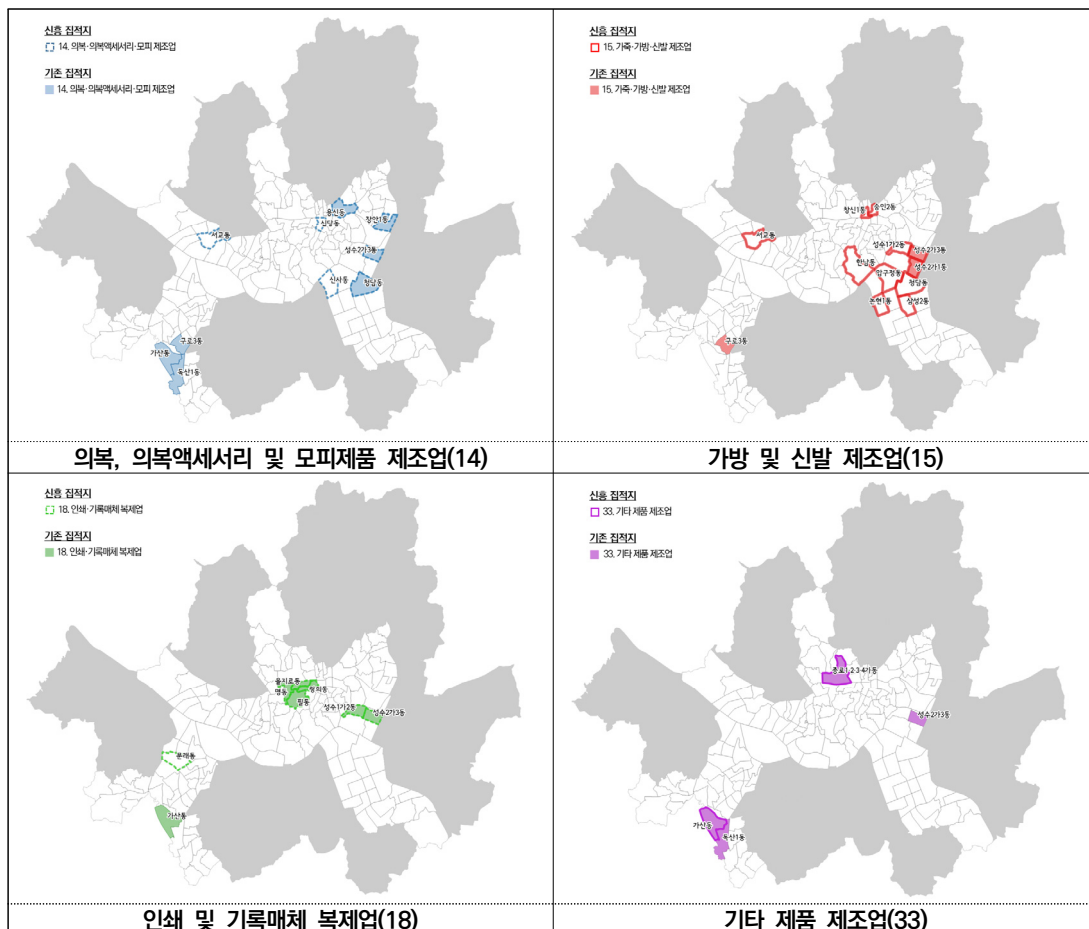 신흥 집적지
14. 의복·의복액세서리·모피 제조업
기존 집적지
14. 의복·의복액세서리·모피 제조업
용신동
신당동
장안1동
서교동
성수2가3동
신사동
청담동
구로3동
가산동
독산1동
의복, 의복액세서리 및 모피제품 제조업(14)
신흥 집적지
15. 가죽·가방·신발 제조업
기존 집적지
15. 가죽·가방·신발 제조업
창신1동
숭인2동
서교동
성수1가2동
성수2가3동
한남동
압구정동
성수2가1동
청담동
논현1동
삼성2동
구로3동
가방 및 신발 제조업(15)
신흥 집적지
18. 인쇄·기록매체 복제업
기존 집적지
18. 인쇄·기록매체 복제업
을지로동
명동
광희동
필동
성수1가2동
성수2가3동
문래동
가산동
인쇄 및 기록매체 복제업(18)
신흥 집적지
33. 기타 제품 제조업
기존 집적지
33. 기타 제품 제조업
종로1·2·3·4가동
성수2가3동
가산동
독산1동
기타 제품 제조업(33)